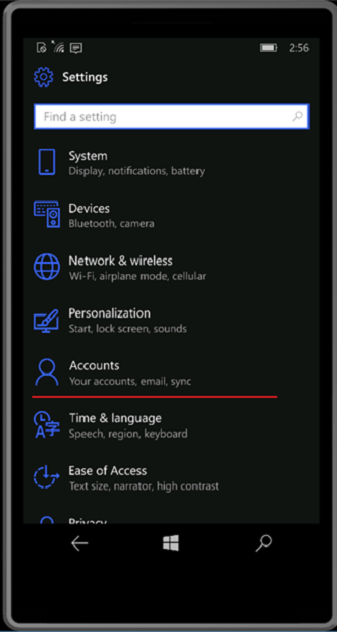 2:56
Settings
Find a setting
System
Display, notifications, battery
Devices
Bluetooth, camera
Network & wireless
Wi-Fi, airplane mode, cellular
Personalization
Start, lock screen, sounds
Accounts
Your accounts, email, sync
Time & language
Speech, region, keyboard
Ease of Access
Text size, narrator, high contrast
Privacy